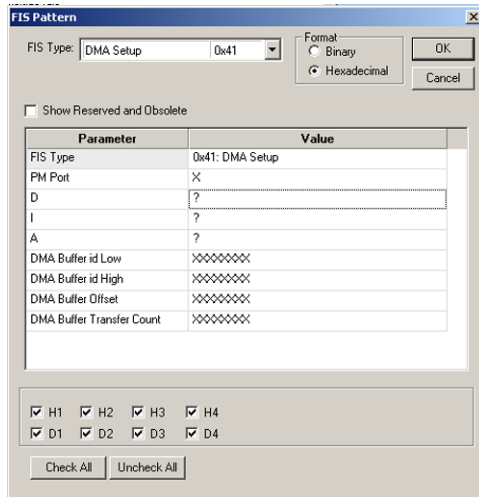 FIS Pattern
FIS Type: DMA Setup 0x41
Format
Binary
Hexadecimal
OK
Cancel
Show Reserved and Obsolete
Parameter Value
FIS Type 0x41: DMA Setup
PM Port X
D ?
I ?
A ?
DMA Buffer id Low XXXXXXXX
DMA Buffer id High XXXXXXXX
DMA Buffer Offset XXXXXXXX
DMA Buffer Transfer Count XXXXXXXX
H1 H2 H3 H4
D1 D2 D3 D4
Check All Uncheck All